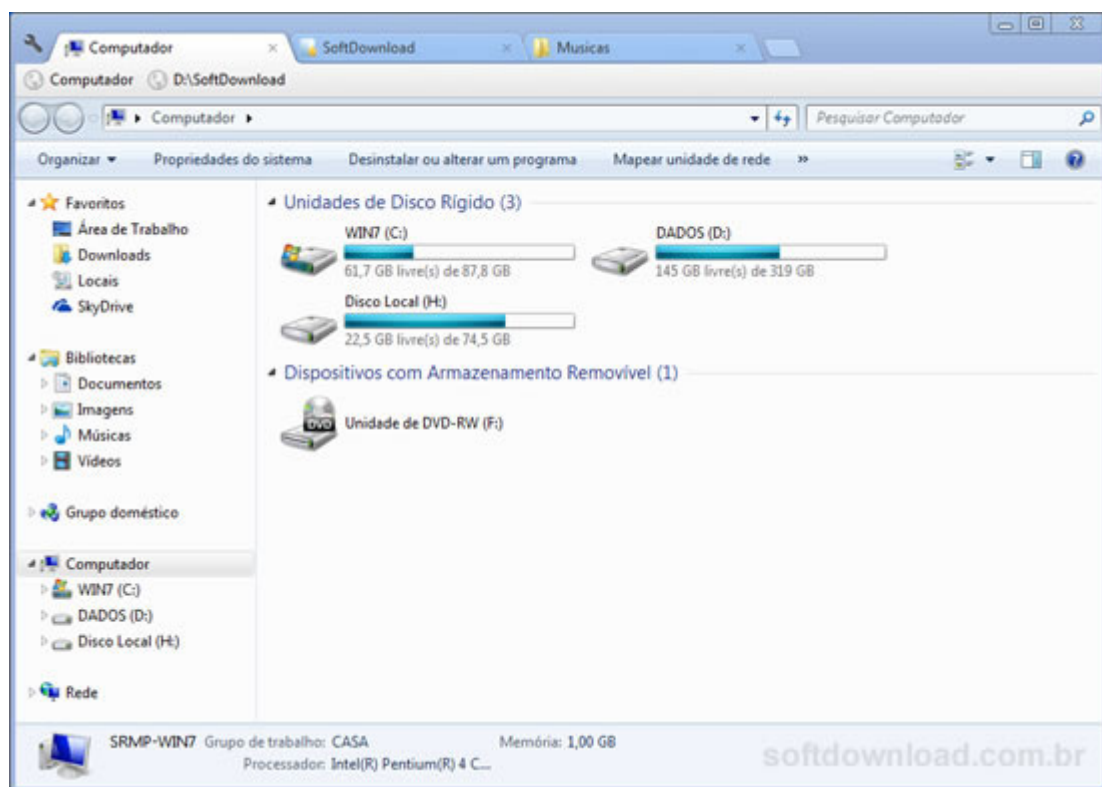 Computador SoftDownload Musicas
Computador D:\SoftDownload
Computador Pesquisar Computador
Organizar Propriedades do sistema Desinstalar ou alterar um programa Mapear unidade de rede »
Favoritos
Área de Trabalho
Downloads
Locais
SkyDrive
Bibliotecas
Documentos
Imagens
Músicas
Vídeos
Grupo doméstico
Computador
WIN7 (C:)
DADOS (D:)
Disco Local (H:)
Rede
Unidades de Disco Rígido (3)
WIN7 (C:)
61,7 GB livre(s) de 87,8 GB
DADOS (D:)
145 GB livre(s) de 319 GB
Disco Local (H:)
22,5 GB livre(s) de 74,5 GB
Dispositivos com Armazenamento Removível (1)
DVD
Unidade de DVD-RW (F:)
SRMP-WIN7 Grupo de trabalho: CASA Memória: 1,00 GB
Processador: Intel(R) Pentium(R) 4 C...
softdownload.com.br